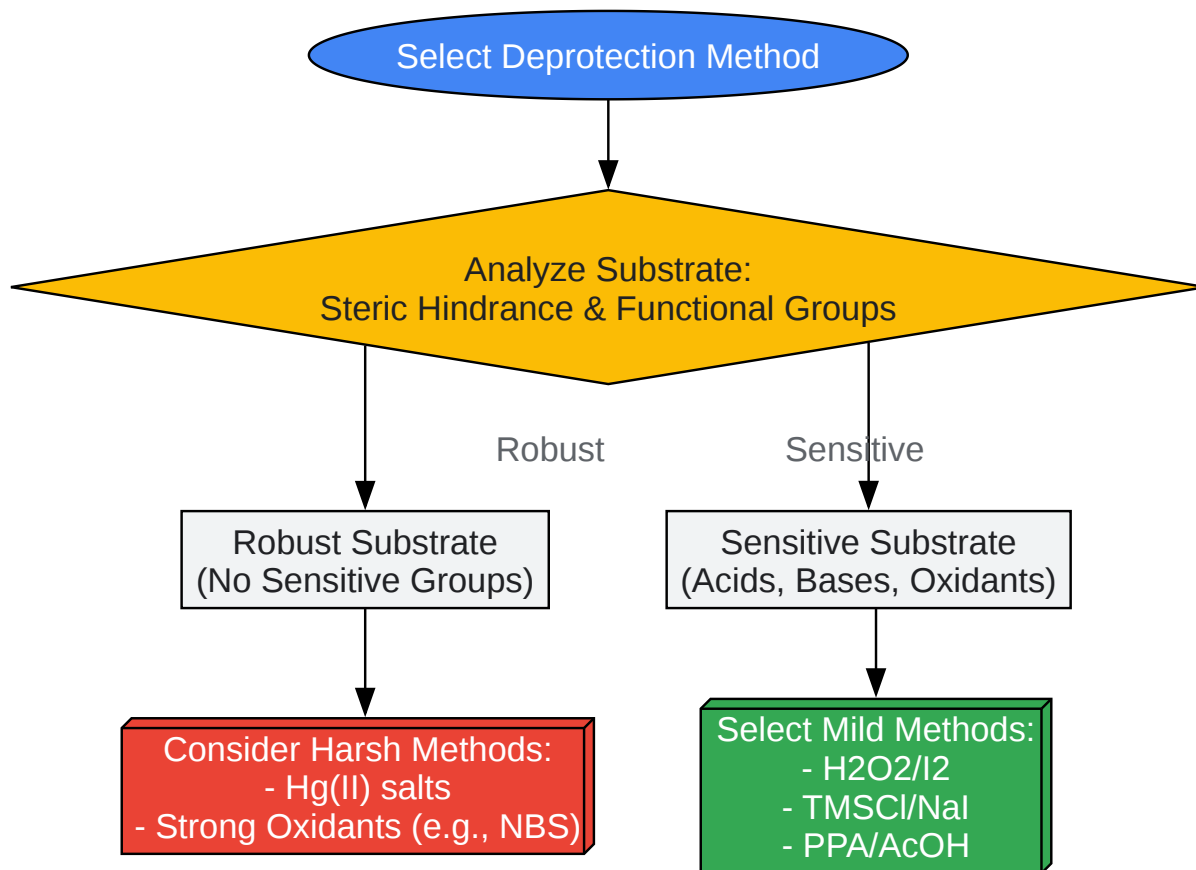 Select Deprotection Method
Analyze Substrate:
Steric Hindrance & Functional Groups
Robust
Sensitive
Robust Substrate
(No Sensitive Groups)
Sensitive Substrate
(Acids, Bases, Oxidants)
Consider Harsh Methods:
- Hg(II) salts
- Strong Oxidants (e.g., NBS)
Select Mild Methods:
- H2O2/I2
- TMSCl/NaI
- PPA/AcOH